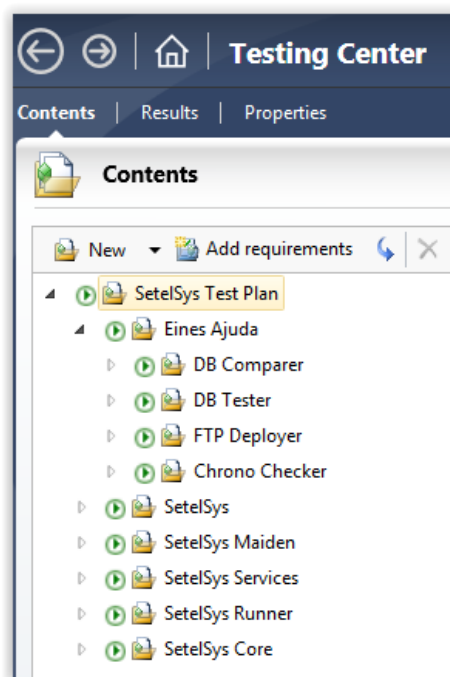 Testing Center
Contents | Results | Properties
Contents
New Add requirements
SetelSys Test Plan
Eines Ajuda
DB Comparer
DB Tester
FTP Deployer
Chrono Checker
SetelSys
SetelSys Maiden
SetelSys Services
SetelSys Runner
SetelSys Core